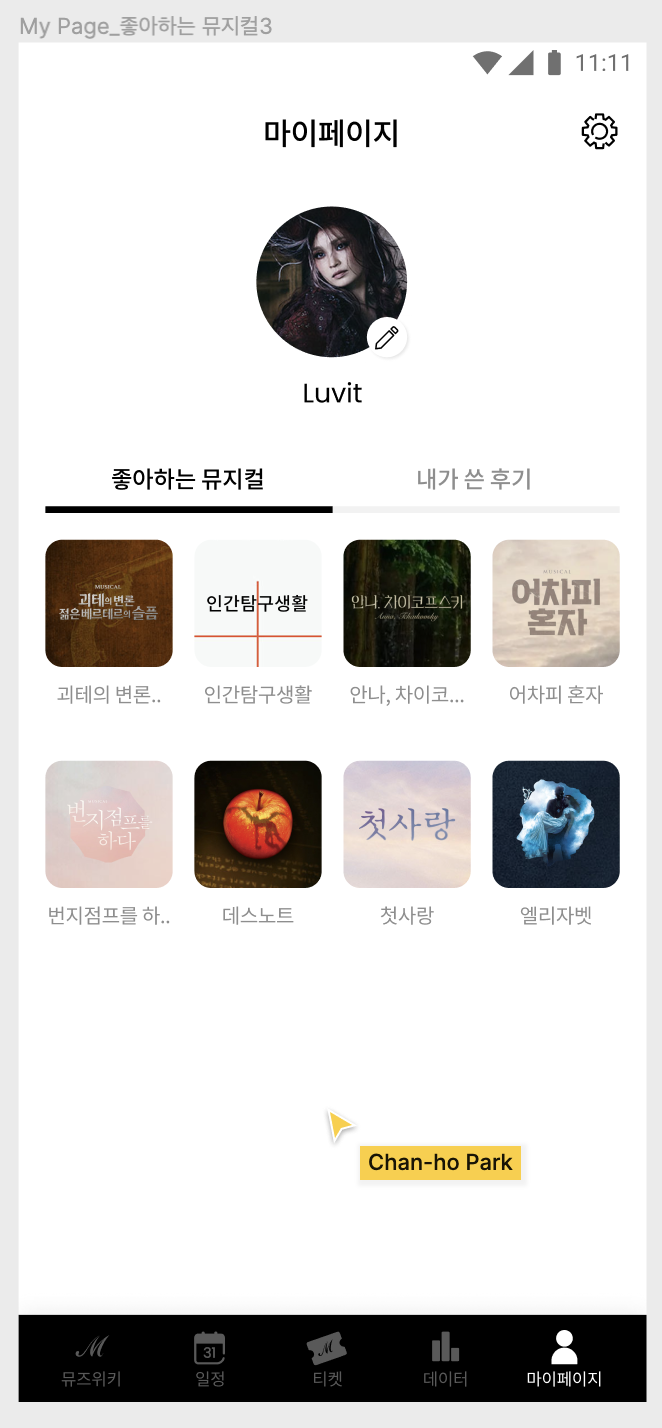 My Page_좋아하는 뮤지컬3
11:11
마이페이지
Luvit
좋아하는 뮤지컬 내가 쓴 후기
MUSICAL
괴테의 변론
젊은 베르테르의 슬픔
인간탐구생활
안나, 차이코프스키
Anna, Tchaikovsky
MUSICAL
어차피
혼자
괴테의 변론.. 인간탐구생활 안나, 차이코... 어차피 혼자
번지점프를
하다
첫사랑
번지점프를 하.. 데스노트 첫사랑 엘리자벳
Chan-ho Park
M 31 M
뮤즈위키 일정 티켓 데이터 마이페이지